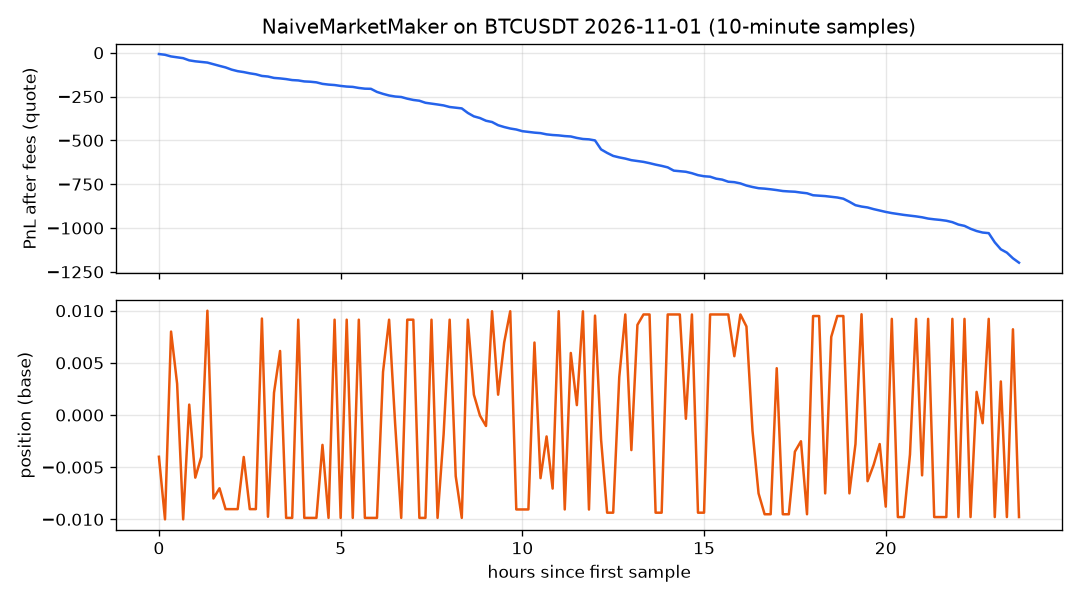 NaiveMarketMaker on BTCUSDT 2026-11-01 (10-minute samples)
PnL after fees (quote)
0
−250
−500
−750
−1000
−1250
position (base)
0.010
0.005
0.000
−0.005
−0.010
0 5 10 15 20
hours since first sample